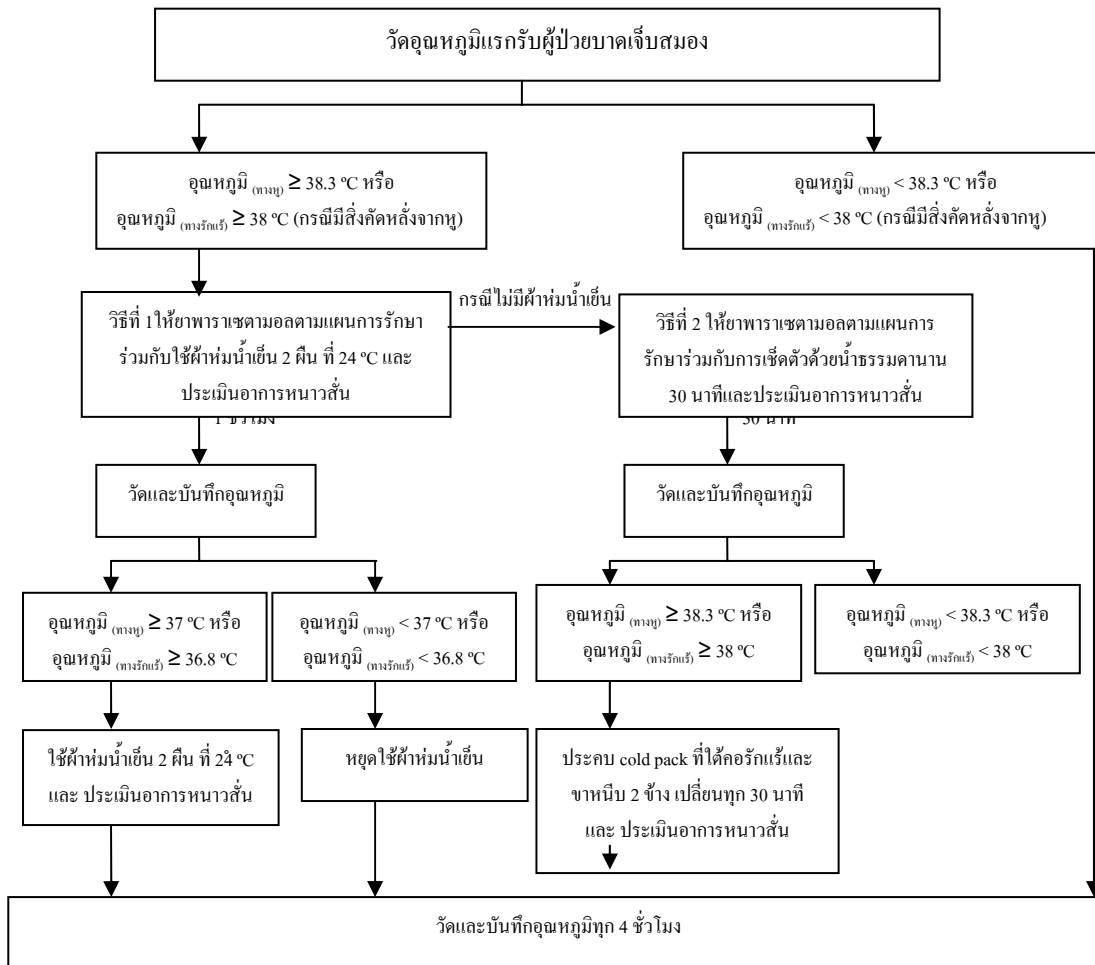 วัดอุณหภูมิแรกรับผู้ป่วยบาดเจ็บสมอง
อุณหภูมิ (ทางหู) ≥ 38.3 ºC หรือ
อุณหภูมิ (ทางรักแร้) ≥ 38 ºC (กรณีมีสิ่งคัดหลั่งจากหู)
อุณหภูมิ (ทางหู) < 38.3 ºC หรือ
อุณหภูมิ (ทางรักแร้) < 38 ºC (กรณีมีสิ่งคัดหลั่งจากหู)
วิธีที่ 1ให้ยาพาราเซตามอลตามแผนการรักษา
ร่วมกับใช้ผ้าห่มน้ำเย็น 2 ผืน ที่ 24 ºC และ
ประเมินอาการหนาวสั่น
กรณีไม่มีผ้าห่มน้ำเย็น
วิธีที่ 2 ให้ยาพาราเซตามอลตามแผนการ
รักษาร่วมกับการเช็ดตัวด้วยน้ำธรรมดานาน
30 นาทีและประเมินอาการหนาวสั่น
1 ชั่วโมง
30 นาที
วัดและบันทึกอุณหภูมิ
วัดและบันทึกอุณหภูมิ
อุณหภูมิ (ทางหู) ≥ 37 ºC หรือ
อุณหภูมิ (ทางรักแร้) ≥ 36.8 ºC
อุณหภูมิ (ทางหู) < 37 ºC หรือ
อุณหภูมิ (ทางรักแร้) < 36.8 ºC
อุณหภูมิ (ทางหู) ≥ 38.3 ºC หรือ
อุณหภูมิ (ทางรักแร้) ≥ 38 ºC
อุณหภูมิ (ทางหู) < 38.3 ºC หรือ
อุณหภูมิ (ทางรักแร้) < 38 ºC
ใช้ผ้าห่มน้ำเย็น 2 ผืน ที่ 24 ºC
และ ประเมินอาการหนาวสั่น
หยุดใช้ผ้าห่มน้ำเย็น
ประคบ cold pack ที่ใต้คอรักแร้และ
ขาหนีบ 2 ข้าง เปลี่ยนทุก 30 นาที
และ ประเมินอาการหนาวสั่น
วัดและบันทึกอุณหภูมิทุก 4 ชั่วโมง